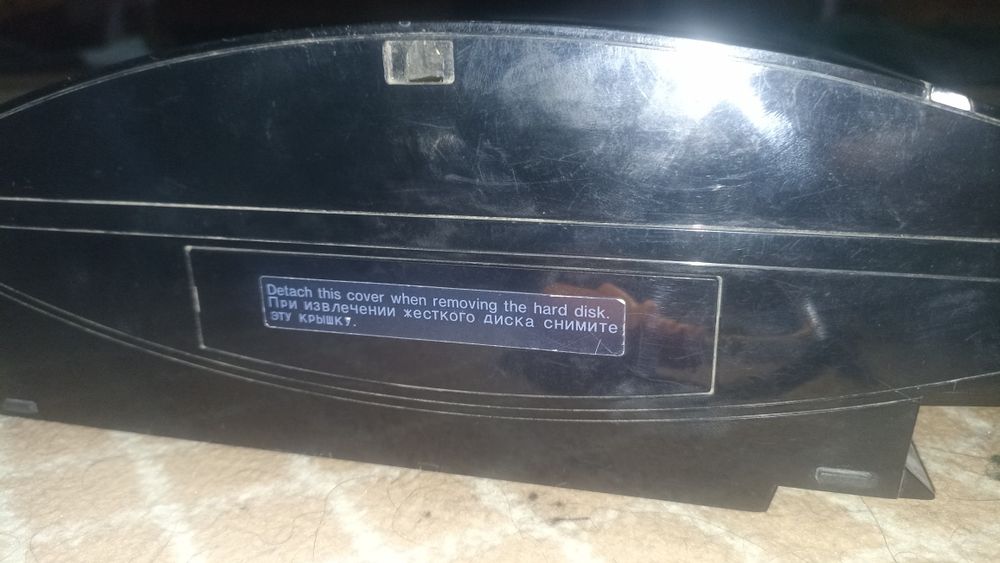 Detach this cover when removing the hard disk.
При извлечении жесткого диска снимите
эту крышку.